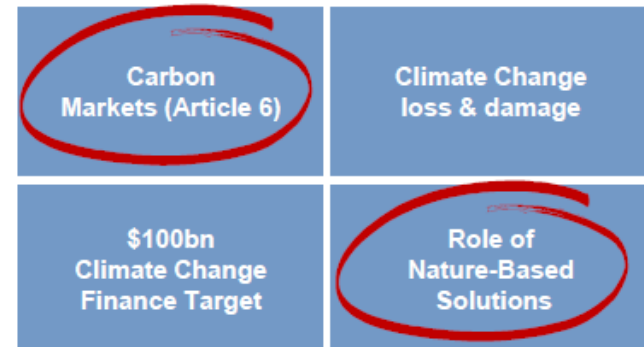 Carbon
Markets (Article 6)
Climate Change
loss & damage
$100bn
Climate Change
Finance Target
Role of
Nature-Based
Solutions